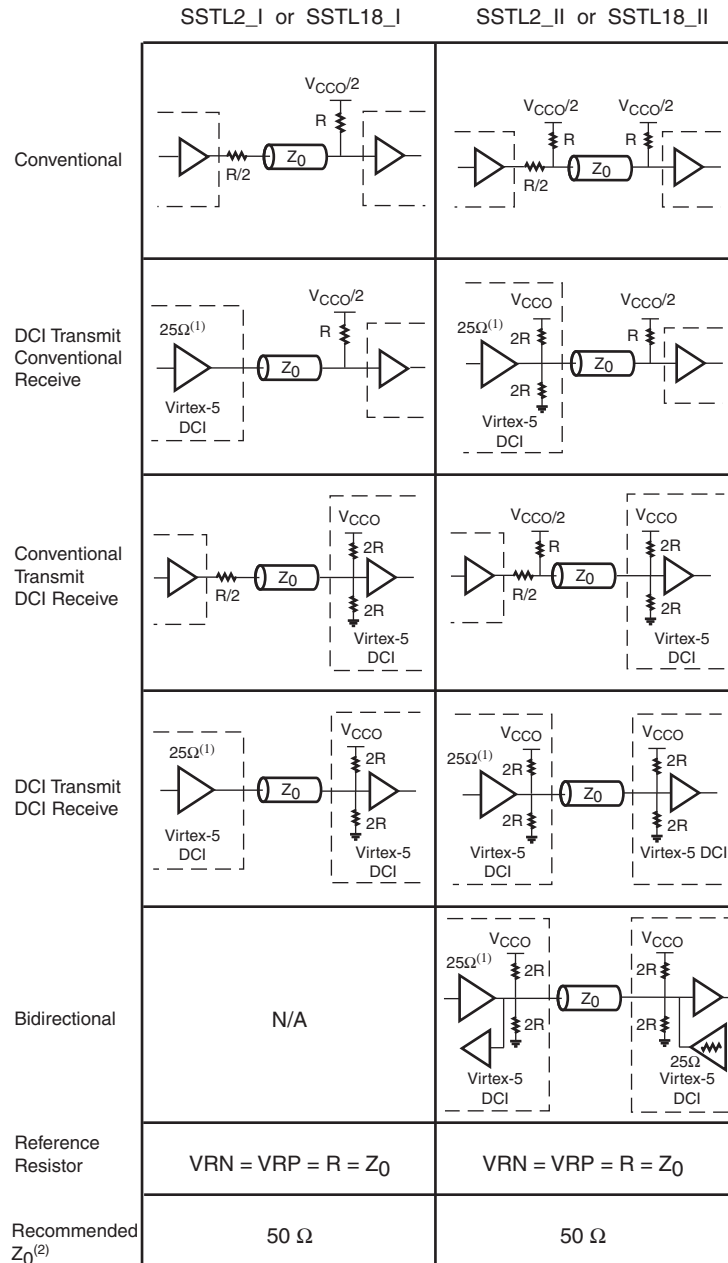 SSTL2_I or SSTL18_I
SSTL2_II or SSTL18_II
Conventional
R/2
Z0
R
VCCO/2
R/2
VCCO/2
R
Z0
VCCO/2
R
DCI Transmit
Conventional
Receive
25Ω(1)
Virtex-5
DCI
Z0
VCCO/2
R
25Ω(1)
VCCO
2R
2R
Virtex-5
DCI
Z0
VCCO/2
R
Conventional
Transmit
DCI Receive
R/2
Z0
VCCO
2R
2R
Virtex-5
DCI
R/2
VCCO/2
R
Z0
VCCO
2R
2R
Virtex-5
DCI
DCI Transmit
DCI Receive
25Ω(1)
Virtex-5
DCI
Z0
VCCO
2R
2R
Virtex-5
DCI
25Ω(1)
VCCO
2R
2R
Virtex-5
DCI
Z0
VCCO
2R
2R
Virtex-5 DCI
Bidirectional
N/A
25Ω(1)
VCCO
2R
2R
Virtex-5
DCI
Z0
VCCO
2R
2R
25Ω
Virtex-5
DCI
Reference
Resistor
VRN = VRP = R = Z0
VRN = VRP = R = Z0
Recommended
Z0(2)
50 Ω
50 Ω